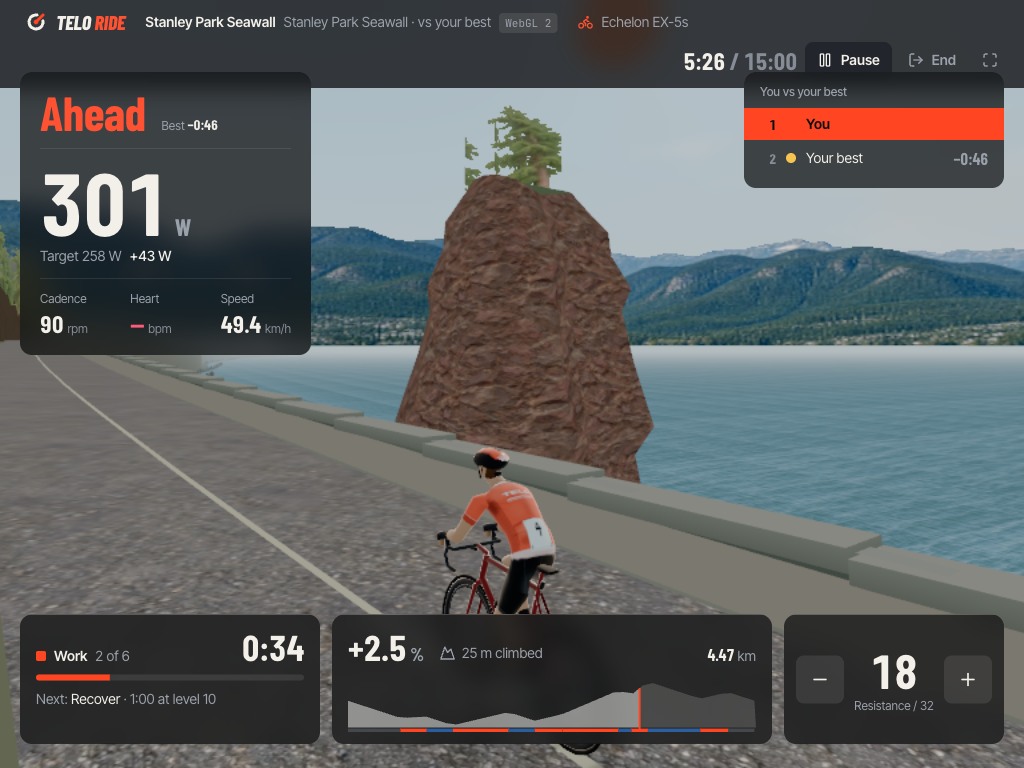 TELO RIDE Stanley Park Seawall Stanley Park Seawall · vs your best WebGL 2 Echelon EX-5s
5:26 / 15:00 Pause End
Ahead Best −0:46
301 W
Target 258 W +43 W
Cadence Heart Speed
90 rpm – bpm 49.4 km/h
You vs your best
1 You
2 Your best −0:46
4
Work 2 of 6 0:34
Next: Recover · 1:00 at level 10
+2.5 % 25 m climbed 4.47 km
− 18 +
Resistance / 32